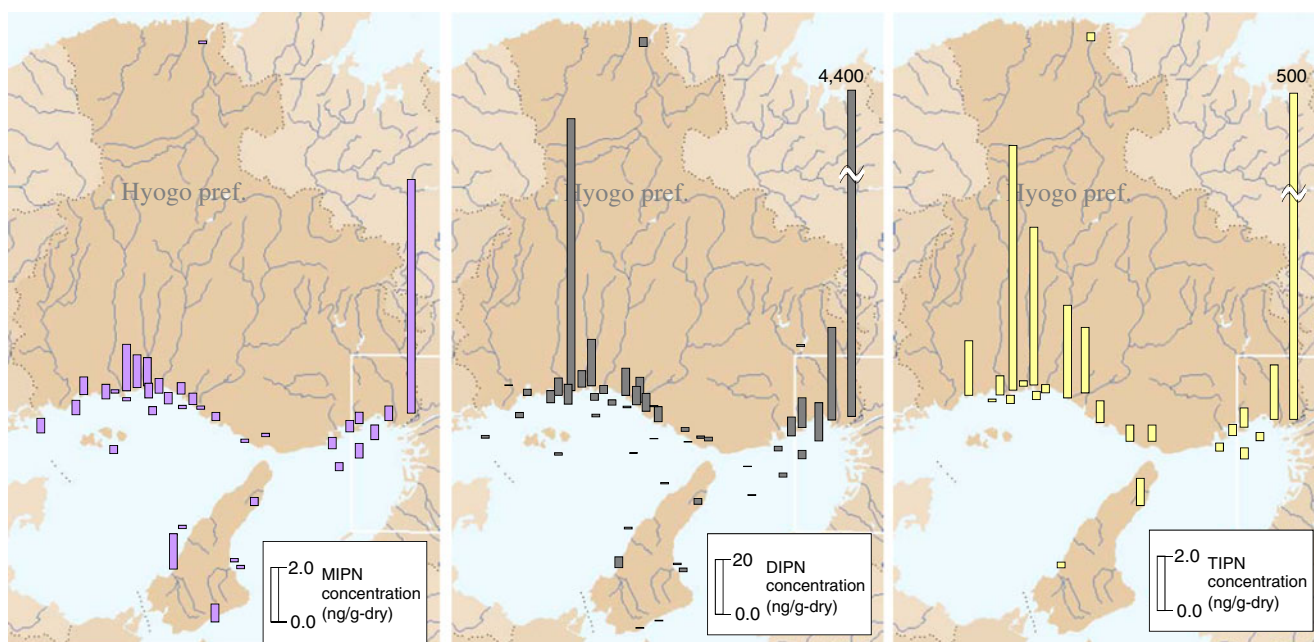 4,400
500
Hyogo pref.
Hyogo pref.
Hyogo pref.
2.0
MIPN
concentration
(ng/g-dry)
0.0
20
DIPN
concentration
(ng/g-dry)
0.0
2.0
TIPN
concentration
(ng/g-dry)
0.0